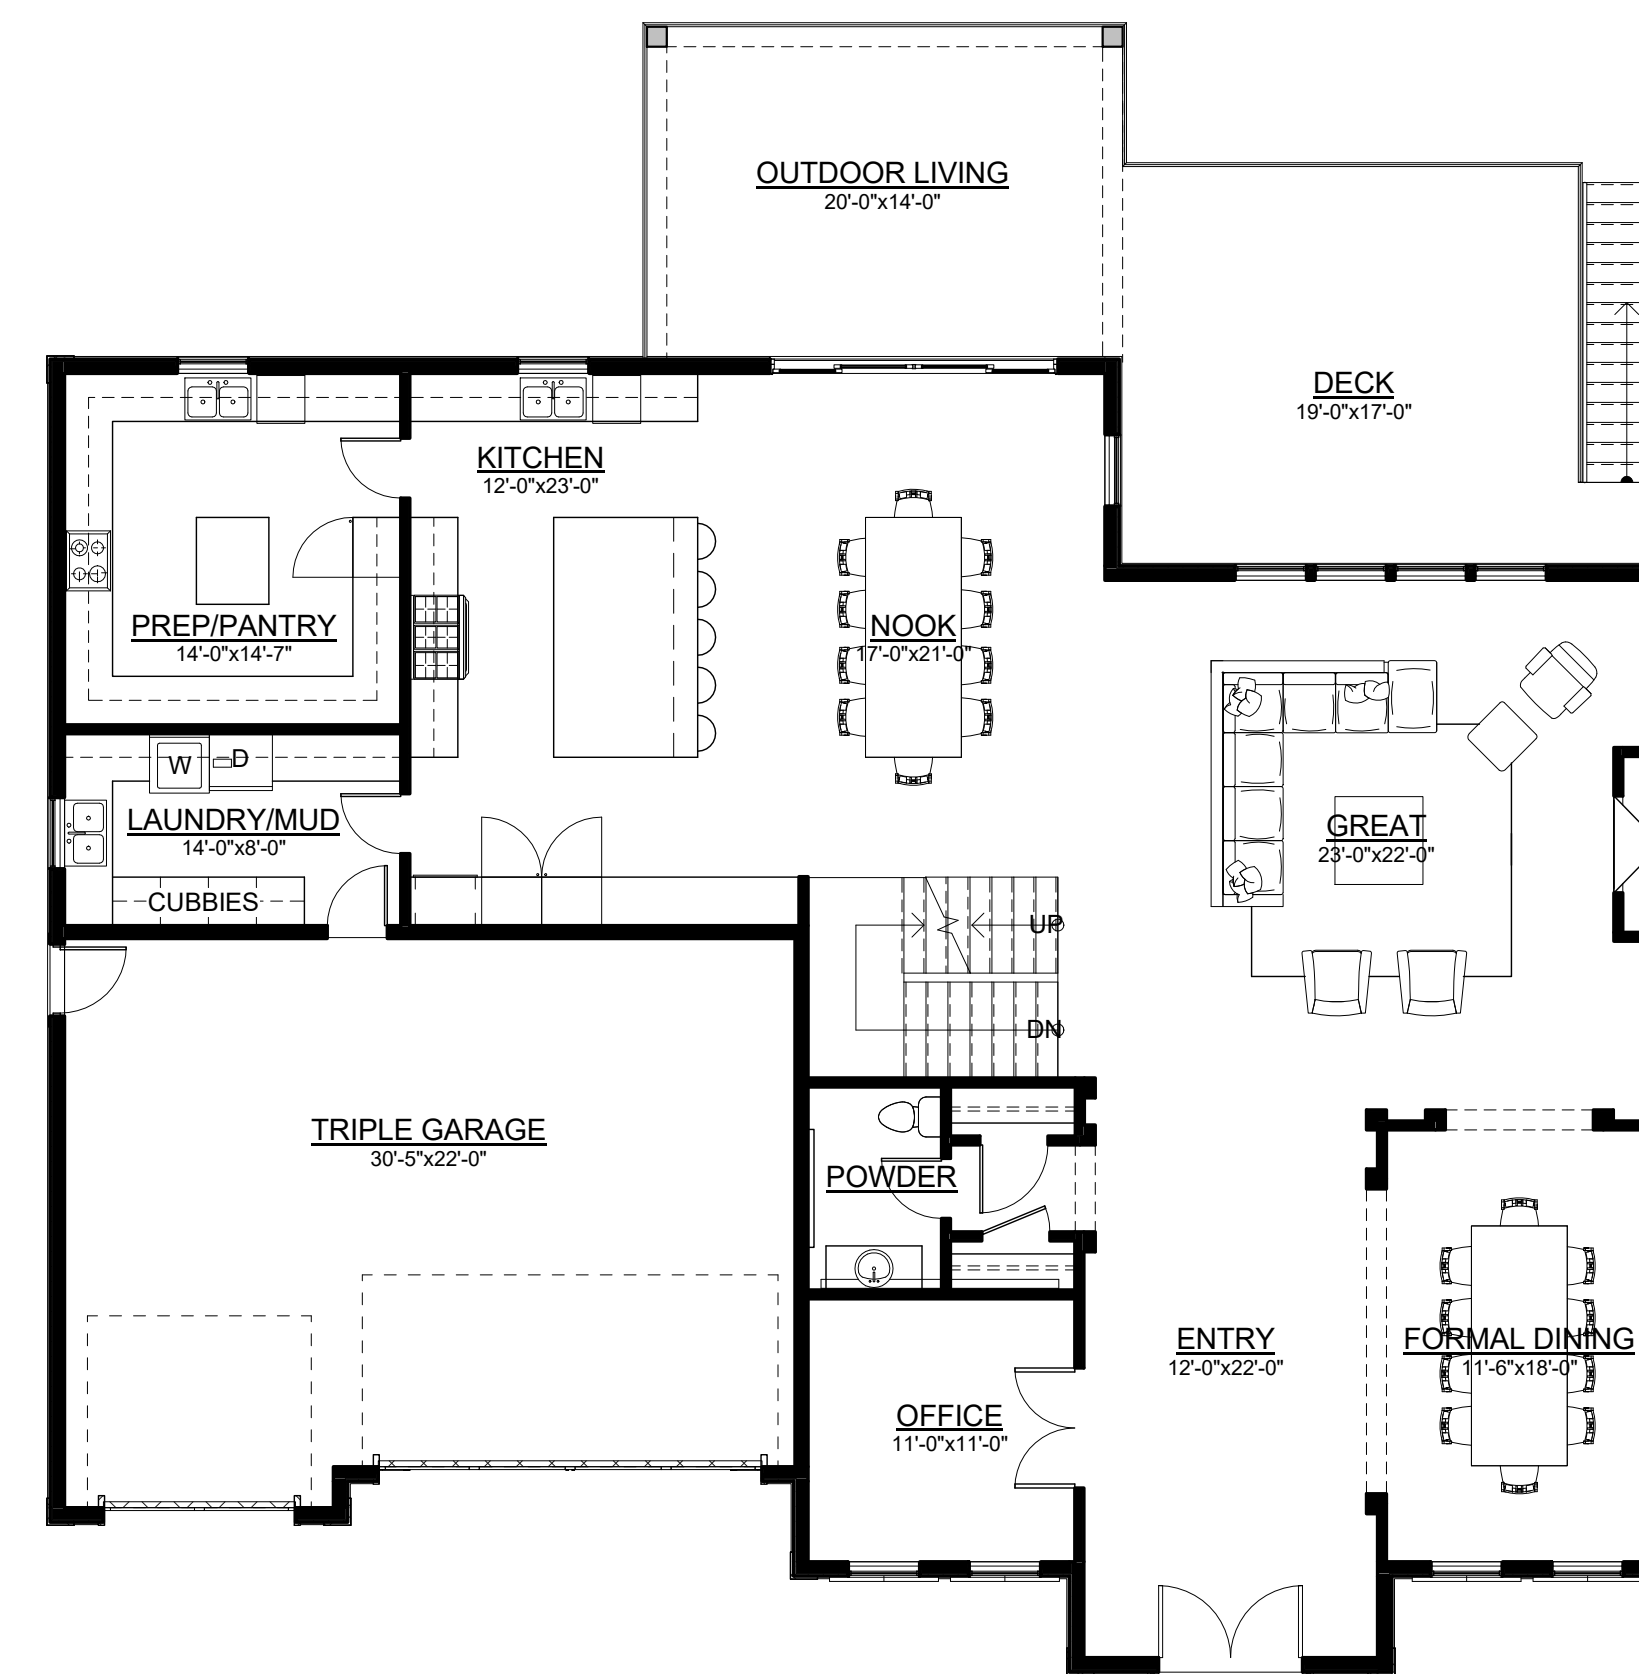 OUTDOOR LIVING
20'-0"x14'-0"
DECK
19'-0"x17'-0"
KITCHEN
12'-0"x23'-0"
PREP/PANTRY
14'-0"x14'-7"
NOOK
17'-0"x21'-0"
W
D
LAUNDRY/MUD
14'-0"x8'-0"
CUBBIES
GREAT
23'-0"x22'-0"
UP
DN
TRIPLE GARAGE
30'-5"x22'-0"
POWDER
ENTRY
12'-0"x22'-0"
FORMAL DINING
11'-6"x18'-0"
OFFICE
11'-0"x11'-0"